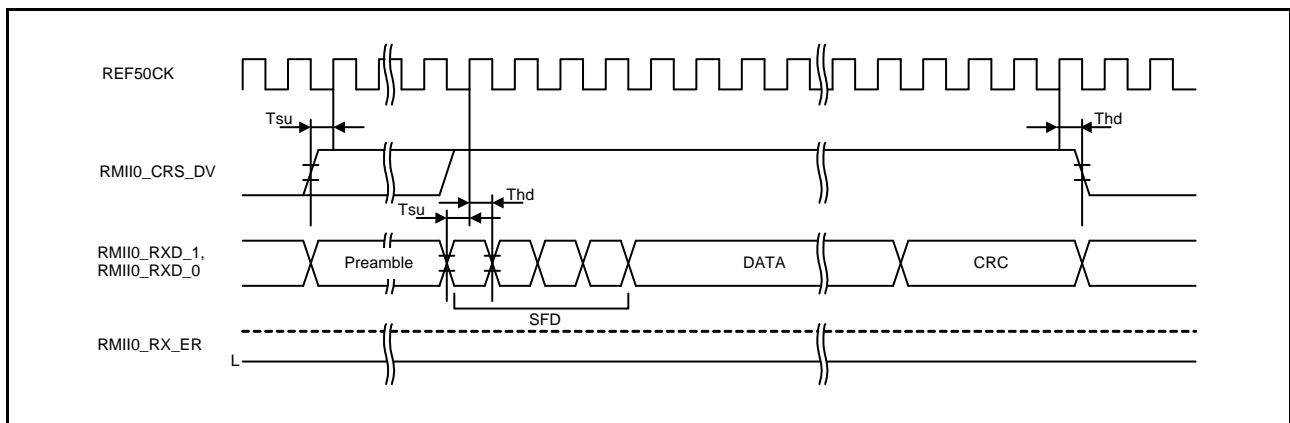 REF50CK
Tsu
Thd
RMII0_CRS_DV
Thd
Tsu
RMII0_RXD_1,
RMII0_RXD_0
Preamble
DATA
CRC
SFD
RMII0_RX_ER
L